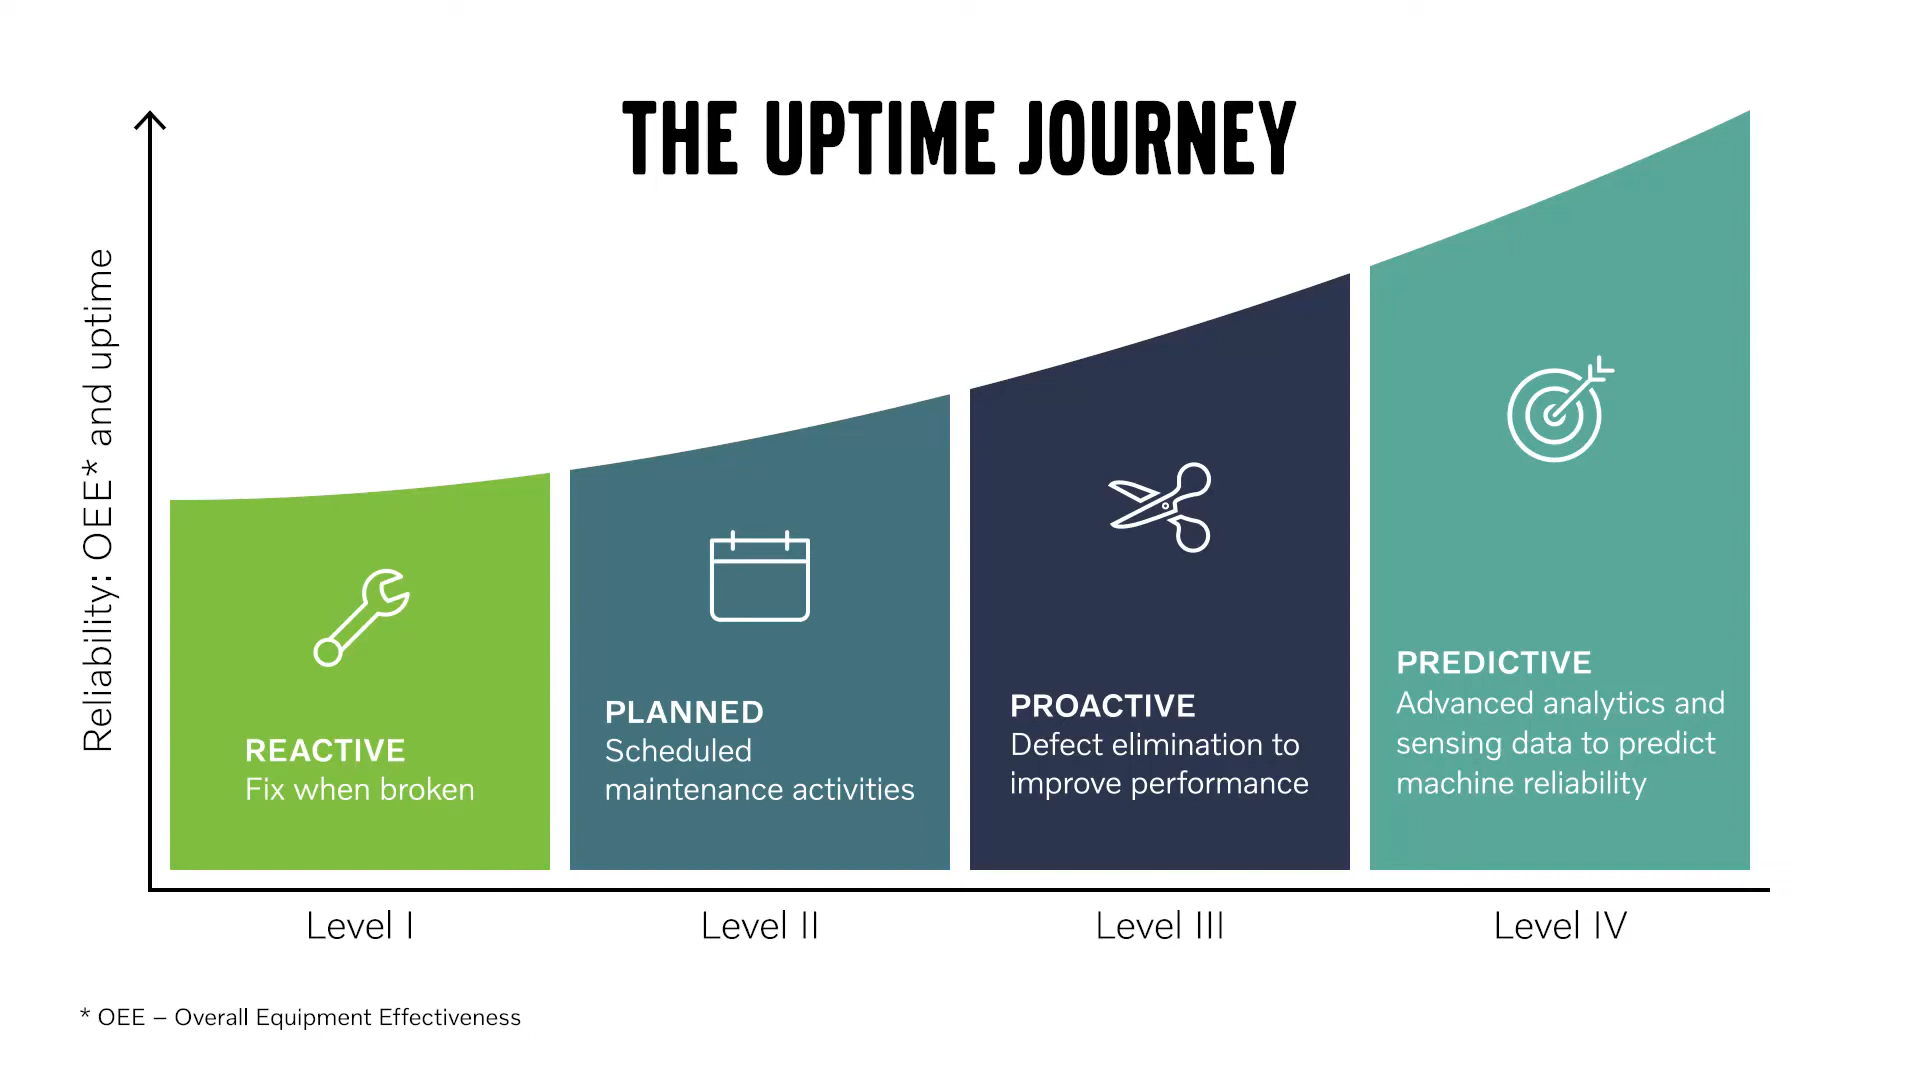 THE UPTIME JOURNEY
Reliability: OEE* and uptime
REACTIVE
Fix when broken
PLANNED
Scheduled
maintenance activities
PROACTIVE
Defect elimination to
improve performance
PREDICTIVE
Advanced analytics and
sensing data to predict
machine reliability
Level I
Level II
Level III
Level IV
* OEE – Overall Equipment Effectiveness